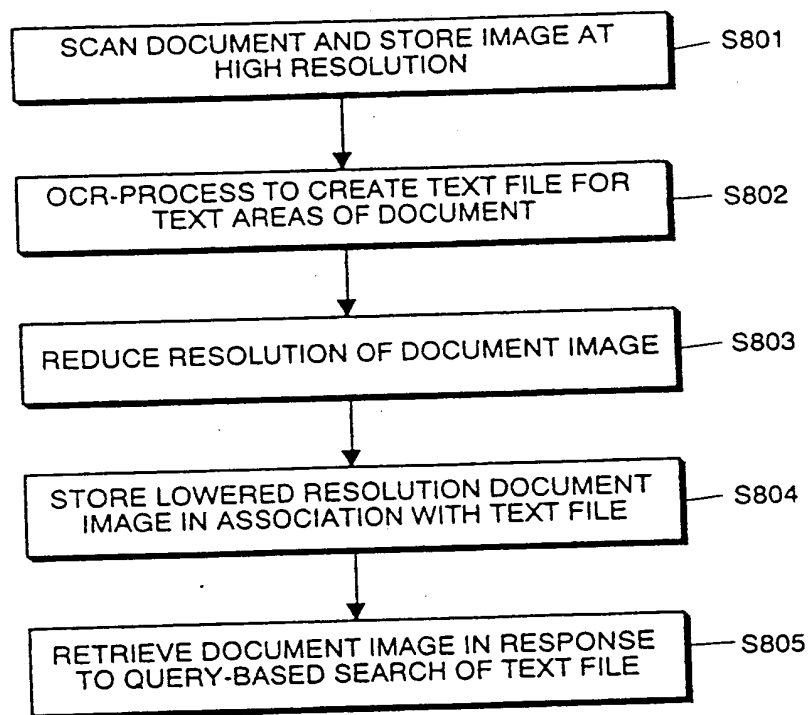 SCAN DOCUMENT AND STORE IMAGE AT
HIGH RESOLUTION
S801
OCR-PROCESS TO CREATE TEXT FILE FOR
TEXT AREAS OF DOCUMENT
S802
REDUCE RESOLUTION OF DOCUMENT IMAGE
S803
STORE LOWERED RESOLUTION DOCUMENT
IMAGE IN ASSOCIATION WITH TEXT FILE
S804
RETRIEVE DOCUMENT IMAGE IN RESPONSE
TO QUERY-BASED SEARCH OF TEXT FILE
S805